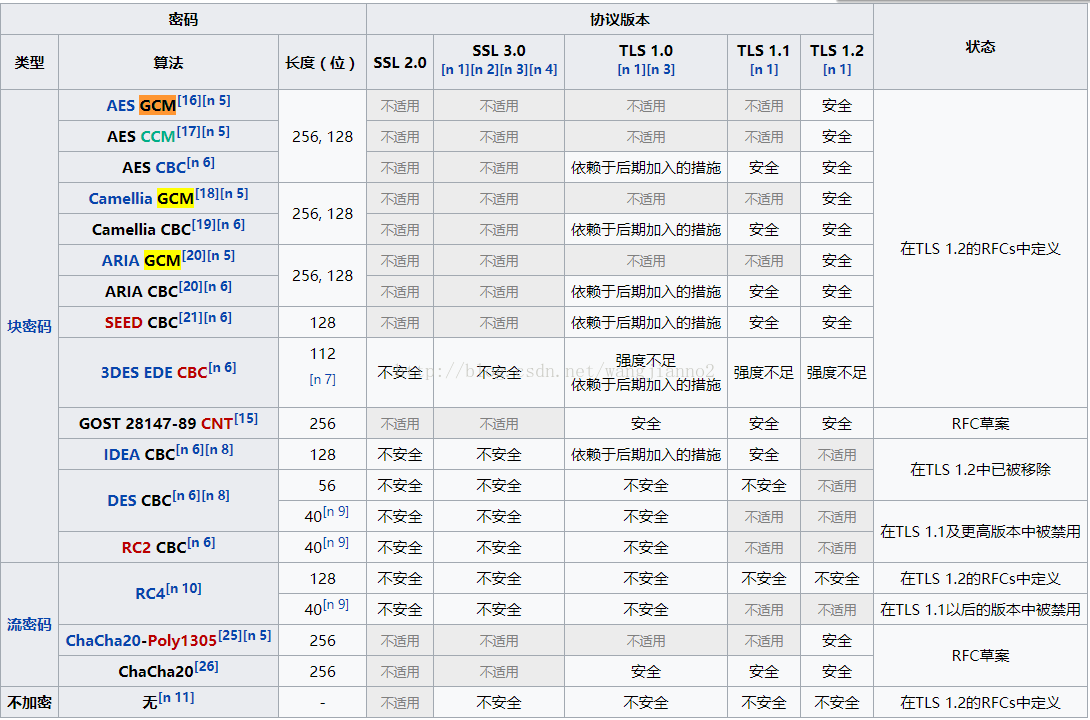 密码 协议版本 状态
类型 算法 长度（位） SSL 2.0 SSL 3.0 [n 1][n 2][n 3][n 4] TLS 1.0 [n 1][n 3] TLS 1.1 [n 1] TLS 1.2 [n 1]
块密码 AES GCM[16][n 5] 256, 128 不适用 不适用 不适用 不适用 安全 在TLS 1.2的RFCs中定义
AES CCM[17][n 5] 不适用 不适用 不适用 不适用 安全
AES CBC[n 6] 不适用 不适用 依赖于后期加入的措施 安全 安全
Camellia GCM[18][n 5] 256, 128 不适用 不适用 不适用 不适用 安全
Camellia CBC[19][n 6] 不适用 不适用 依赖于后期加入的措施 安全 安全
ARIA GCM[20][n 5] 256, 128 不适用 不适用 不适用 不适用 安全
ARIA CBC[20][n 6] 不适用 不适用 依赖于后期加入的措施 安全 安全
SEED CBC[21][n 6] 128 不适用 不适用 依赖于后期加入的措施 安全 安全
3DES EDE CBC[n 6] 112 [n 7] 不安全 不安全 强度不足 依赖于后期加入的措施 强度不足 强度不足
http://blog.csdn.net/wangjianno2
GOST 28147-89 CNT[15] 256 不适用 不适用 安全 安全 安全 RFC草案
IDEA CBC[n 6][n 8] 128 不安全 不安全 依赖于后期加入的措施 安全 不适用 在TLS 1.2中已被移除
DES CBC[n 6][n 8] 56 不安全 不安全 不安全 不安全 不适用
40[n 9] 不安全 不安全 不安全 不适用 不适用 在TLS 1.1及更高版本中被禁用
RC2 CBC[n 6] 40[n 9] 不安全 不安全 不安全 不适用 不适用
流密码 RC4[n 10] 128 不安全 不安全 不安全 不安全 不安全 在TLS 1.2的RFCs中定义
40[n 9] 不安全 不安全 不安全 不适用 不适用 在TLS 1.1以后的版本中被禁用
ChaCha20-Poly1305[25][n 5] 256 不适用 不适用 不适用 不适用 安全 RFC草案
ChaCha20[26] 256 不适用 不适用 安全 安全 安全
不加密 无[n 11] - 不适用 不安全 不安全 不安全 不安全 在TLS 1.2的RFCs中定义